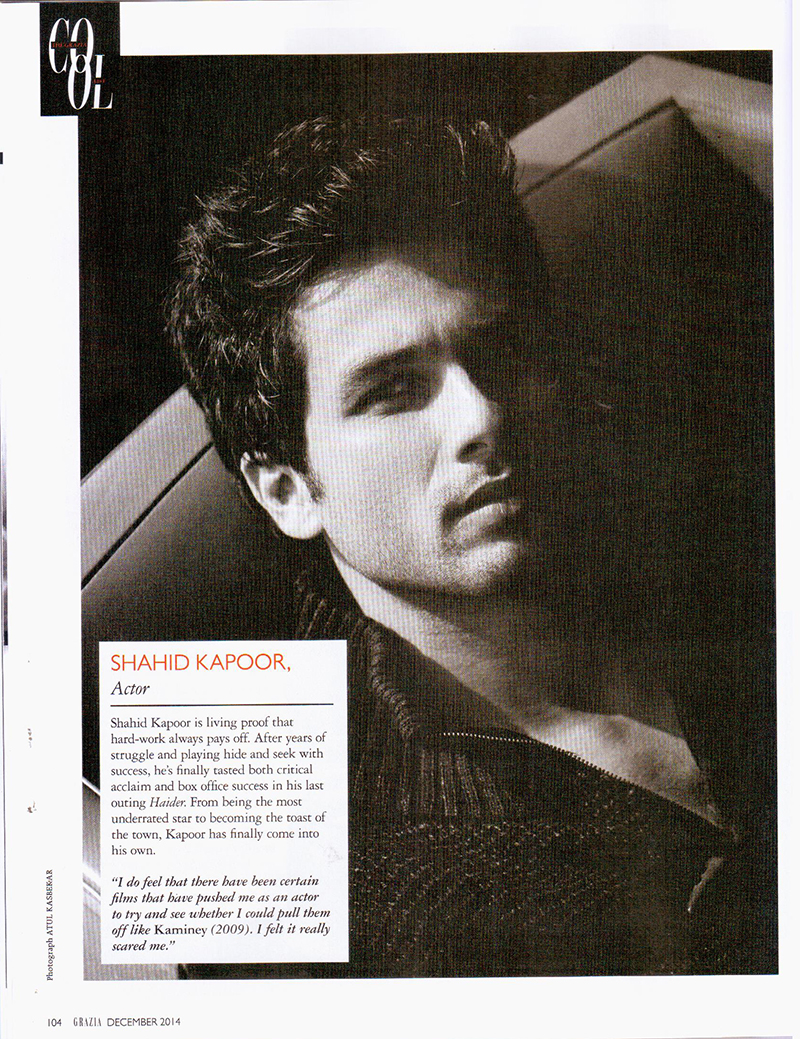 COOL
SHAHID KAPOOR,
Actor
Shahid Kapoor is living proof that
hard-work always pays off. After years of
struggle and playing hide and seek with
success, he's finally tasted both critical
acclaim and box office success in his last
outing Haider. From being the most
underrated star to becoming the toast of
the town, Kapoor has finally come into
his own.
“I do feel that there have been certain
films that have pushed me as an actor
to try and see whether I could pull them
off like Kaminey (2009). I felt it really
scared me.”
Photograph ATUL KASBEKAR
104 GRAZIA DECEMBER 2014